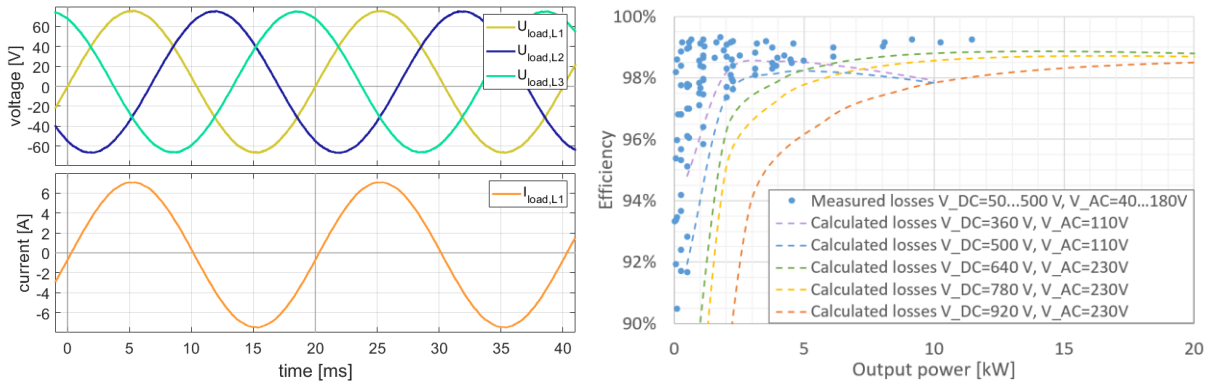 60
40
20
0
-20
-40
-60
voltage [V]
U_load,L1
U_load,L2
U_load,L3
6
4
2
0
-2
-4
-6
current [A]
I_load,L1
0
5
10
15
20
25
30
35
40
time [ms]
100%
98%
96%
94%
92%
90%
Efficiency
Measured losses V_DC=50...500 V, V_AC=40...180V
Calculated losses V_DC=360 V, V_AC=110V
Calculated losses V_DC=500 V, V_AC=110V
Calculated losses V_DC=640 V, V_AC=230V
Calculated losses V_DC=780 V, V_AC=230V
Calculated losses V_DC=920 V, V_AC=230V
0
5
10
15
20
Output power [kW]